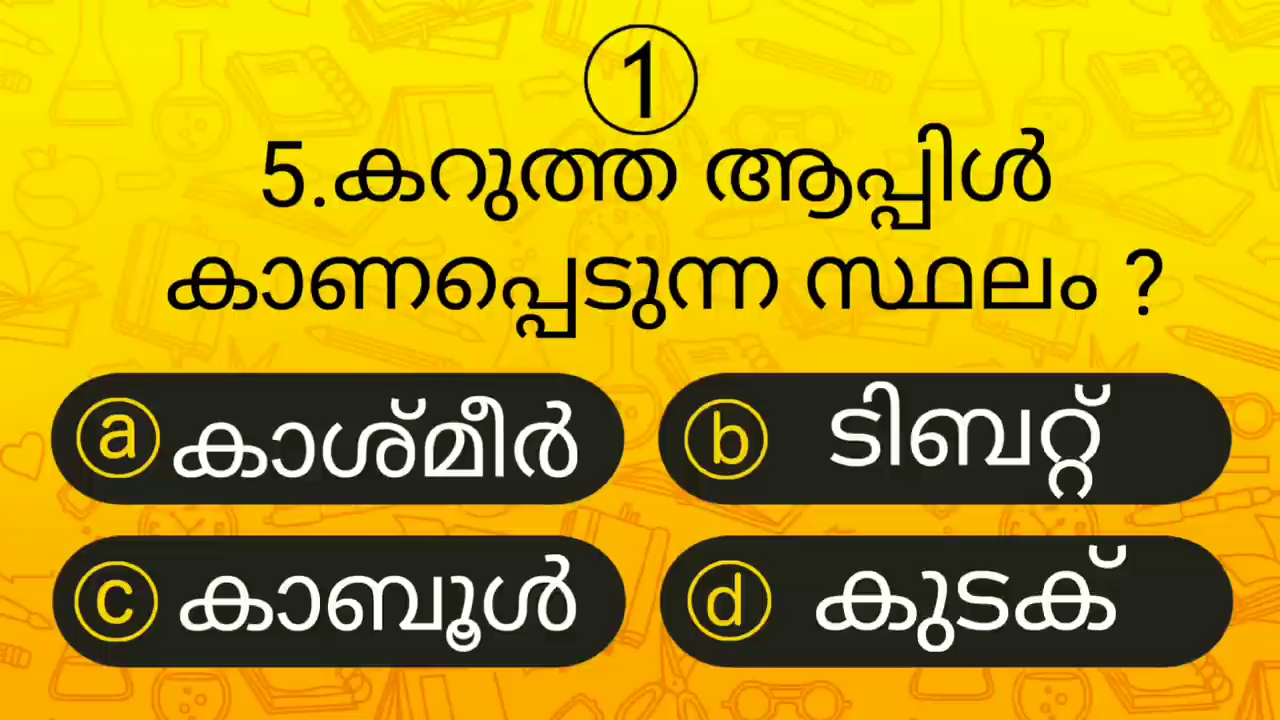 1
5.കറുത്ത ആപ്പിൾ
കാണപ്പെടുന്ന സ്ഥലം ?
a കാശ്മീർ
b ടിബറ്റ്
c കാബൂൾ
d കുടക്